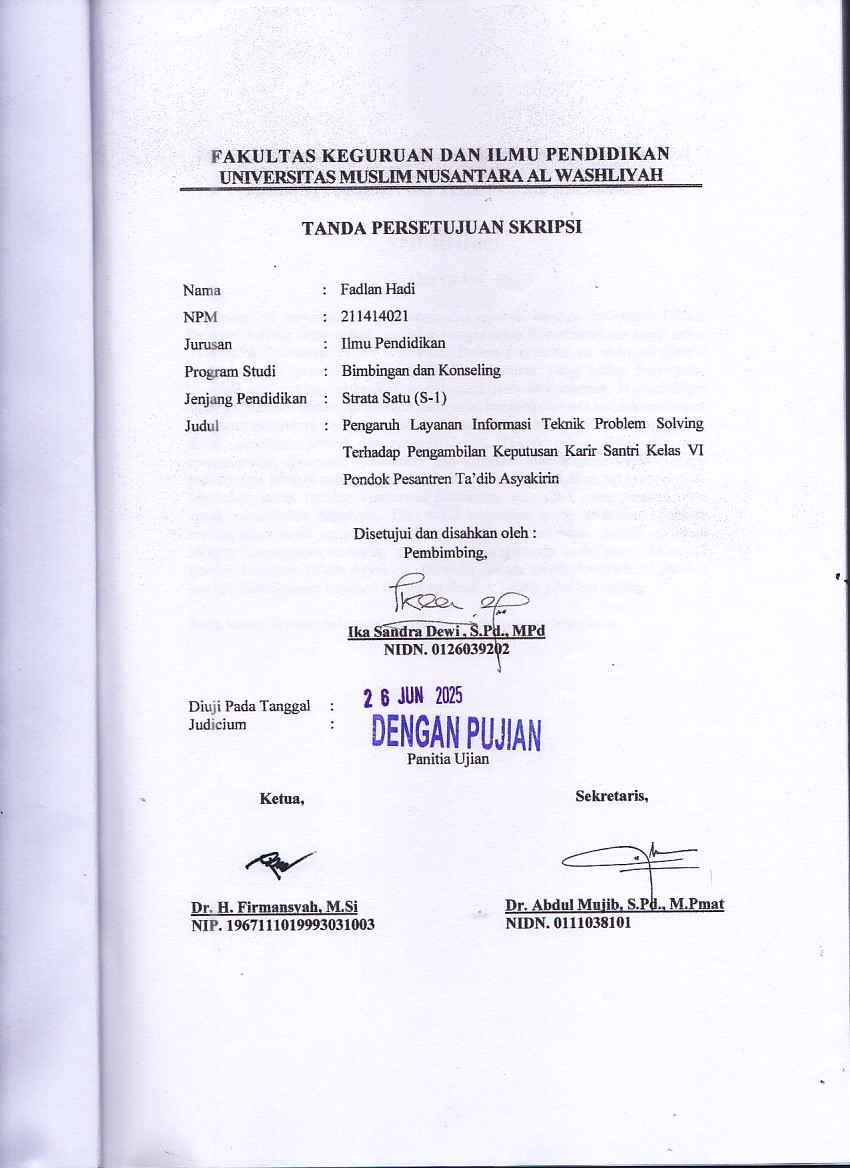 FAKULTAS KEGURUAN DAN ILMU PENDIDIKAN
UNIVERSITAS MUSLIM NUSANTARA AL WASHLIYAH
TANDA PERSETUJUAN SKRIPSI
Nama : Fadlan Hadi
NPM : 211414021
Jurusan : Ilmu Pendidikan
Program Studi : Bimbingan dan Konseling
Jenjang Pendidikan : Strata Satu (S-1)
Judul : Pengaruh Layanan Informasi Teknik Problem Solving
Terhadap Pengambilan Keputusan Karir Santri Kelas VI
Pondok Pesantren Ta’dib Asyakirin
Disetujui dan disahkan oleh :
Pembimbing,
Ika Sandra Dewi , S.Pd., MPd
NIDN. 0126039202
Diuji Pada Tanggal : 26 JUN 2025
Judicium : DENGAN PUJIAN
Panitia Ujian
Ketua, Sekretaris,
Dr. H. Firmansyah, M.Si Dr. Abdul Mujib, S.Pd., M.Pmat
NIP. 1967111019993031003 NIDN. 0111038101